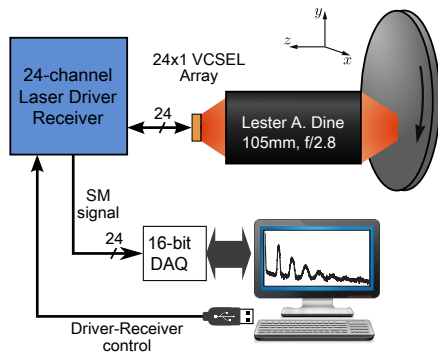 24-channel
Laser Driver
Receiver
24x1 VCSEL
Array
24
Lester A. Dine
105mm, f/2.8
y
z
x
SM
signal
24
16-bit
DAQ
Driver-Receiver
control